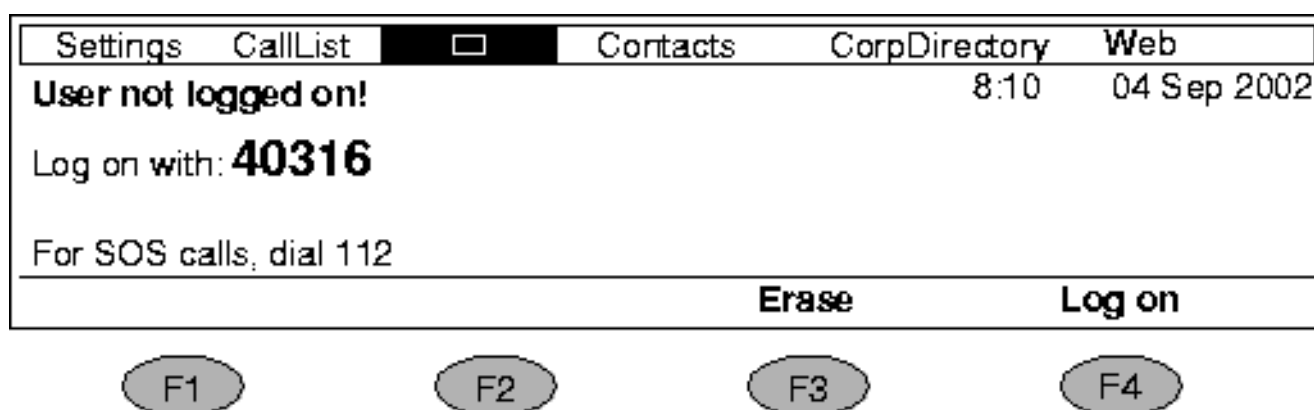 Settings CallList Contacts CorpDirectory Web
User not logged on! 8:10 04 Sep 2002
Log on with: 40316
For SOS calls, dial 112
Erase Log on
F1 F2 F3 F4